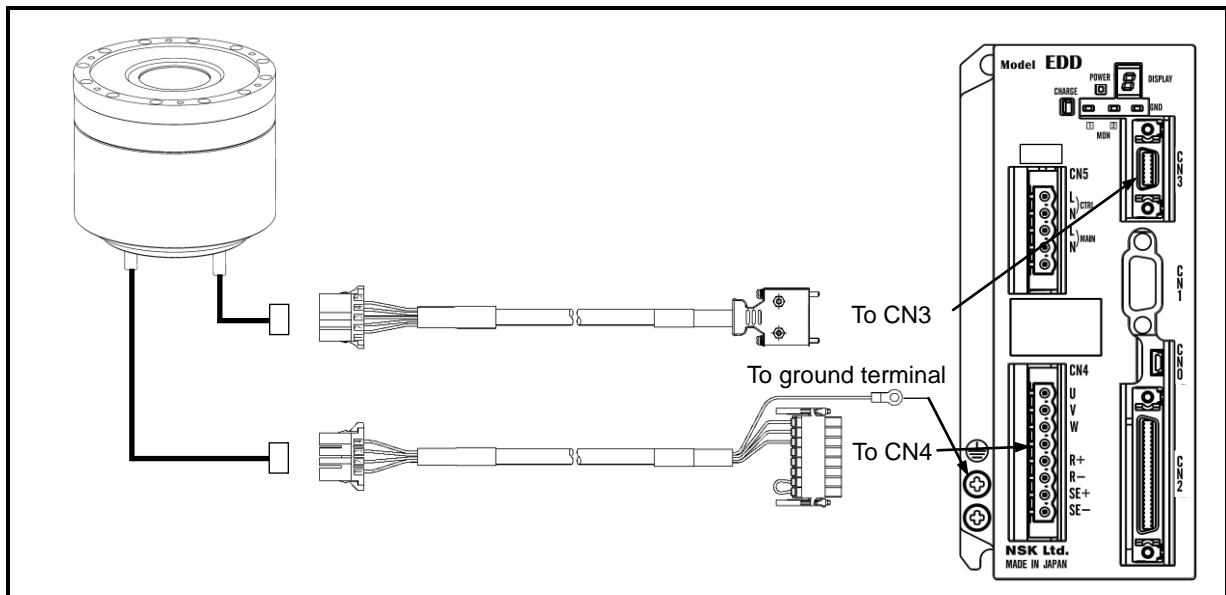 Model EDD
POWER
8
DISPLAY
CHARGE
GND
1
2
MON
CN3
CN5
L
N
CTRL
L
N
MAIN
CN1
To CN3
CN0
To ground terminal
CN4
U
V
W
To CN4
R+
R−
SE+
SE−
CN2
NSK Ltd.
MADE IN JAPAN